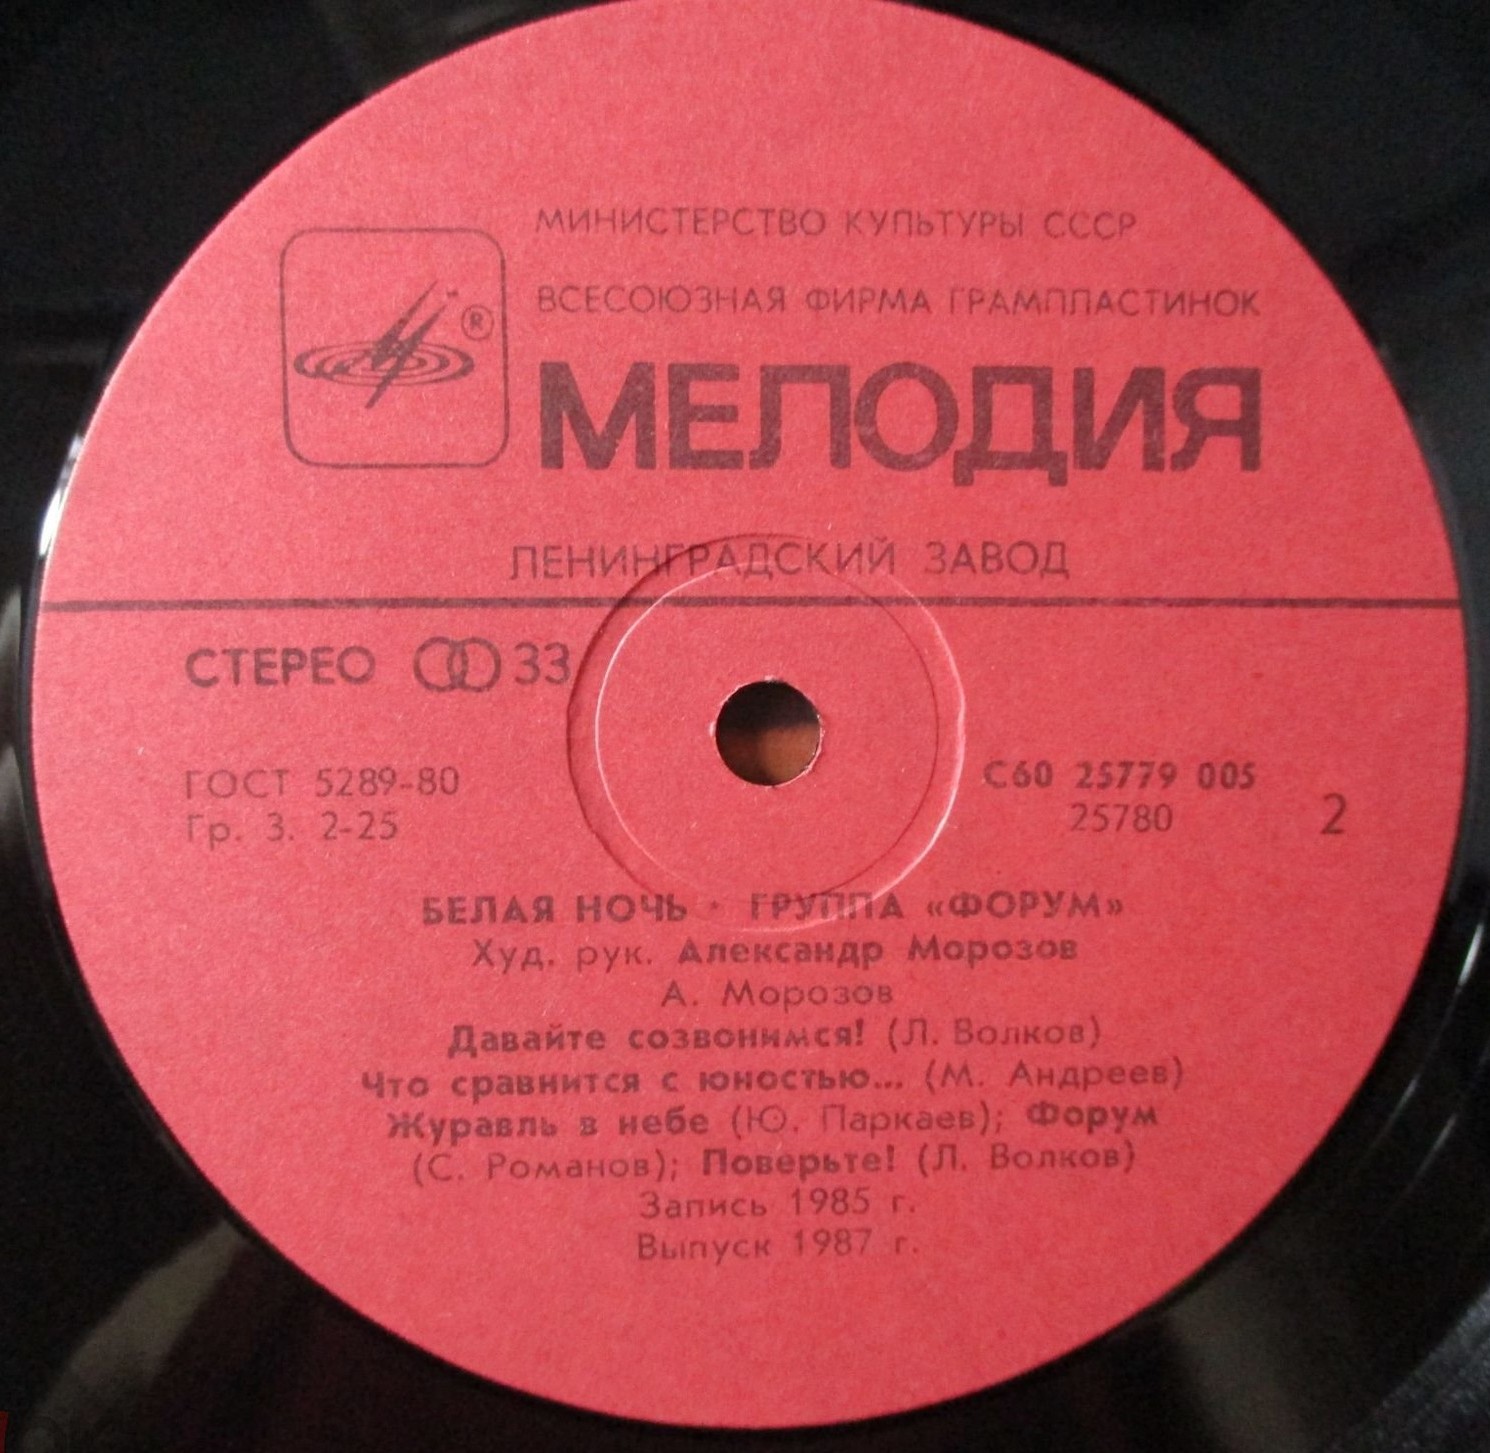 МИНИСТЕРСТВО КУЛЬТУРЫ СССР
ВСЕСОЮЗНАЯ ФИРМА ГРАМПЛАСТИНОК
®
МЕЛОДИЯ
ЛЕНИНГРАДСКИЙ ЗАВОД
СТЕРЕО 33
ГОСТ 5289-80
Гр. 3. 2-25
С60 25779 005
25780
2
БЕЛАЯ НОЧЬ · ГРУППА «ФОРУМ»
Худ. рук. Александр Морозов
А. Морозов
Давайте созвонимся! (Л. Волков)
Что сравнится с юностью... (М. Андреев)
Журавль в небе (Ю. Паркаев); Форум
(С. Романов); Поверьте! (Л. Волков)
Запись 1985 г.
Выпуск 1987 г.